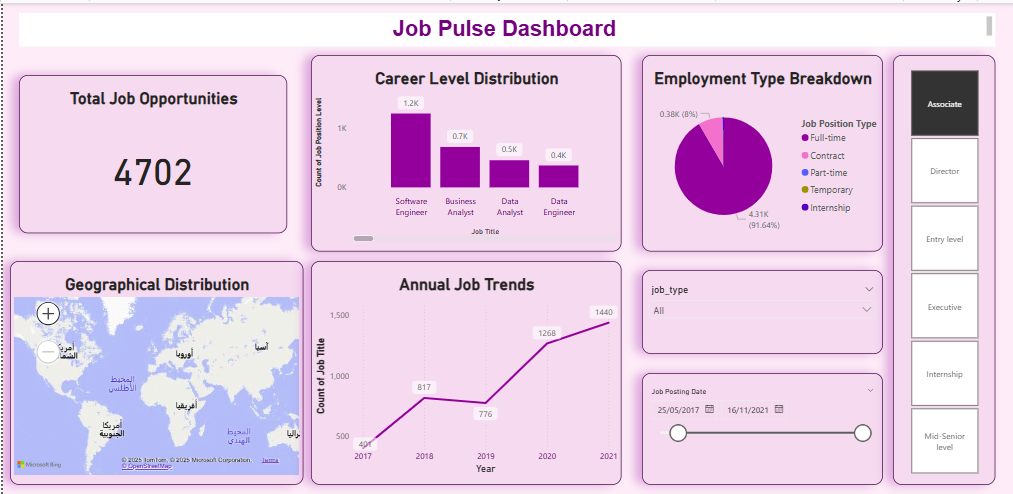 Job Pulse Dashboard
Total Job Opportunities
4702
Career Level Distribution
Count of Job Position Level
1K
0K
1.2K
0.7K
0.5K
0.4K
Software Engineer
Business Analyst
Data Analyst
Data Engineer
Job Title
Employment Type Breakdown
0.38K (8%)
4.31K
(91.64%)
Job Position Type
Full-time
Contract
Part-time
Temporary
Internship
Associate
Director
Entry level
Executive
Internship
Mid-Senior
level
Geographical Distribution
آسيا
أوروبا
المحيط
الأطلس
أفريقيا
أمريكا
الجنوبية
المحيط
الهندي
Microsoft Bing
© 2025 TomTom, © 2025 Microsoft Corporation,
Terms
© OpenStreetMap
Annual Job Trends
Count of Job Title
1,500
1,000
500
401
817
776
1268
1440
2017
2018
2019
2020
2021
Year
job_type
All
Job Posting Date
25/05/2017
16/11/2021